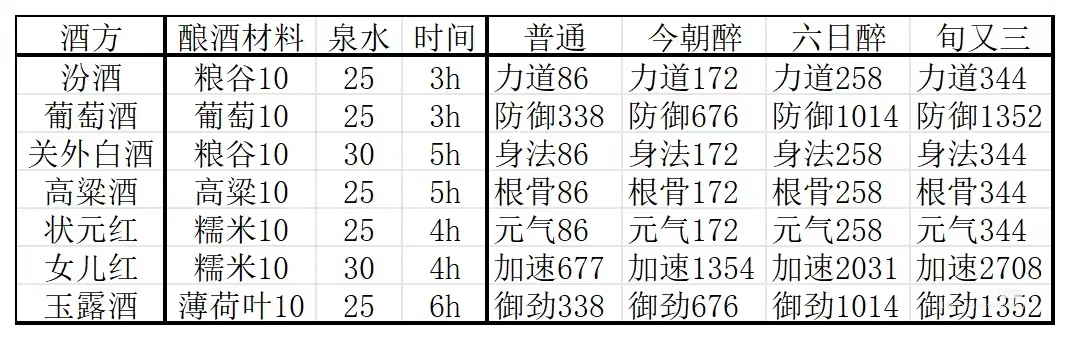 酒方 酿酒材料 泉水 时间 普通 今朝醉 六日醉 旬又三
汾酒 粮谷10 25 3h 力道86 力道172 力道258 力道344
葡萄酒 葡萄10 25 3h 防御338 防御676 防御1014 防御1352
关外白酒 粮谷10 30 5h 身法86 身法172 身法258 身法344
高粱酒 高粱10 25 5h 根骨86 根骨172 根骨258 根骨344
状元红 糯米10 25 4h 元气86 元气172 元气258 元气344
女儿红 糯米10 30 4h 加速677 加速1354 加速2031 加速2708
玉露酒 薄荷叶10 25 6h 御劲338 御劲676 御劲1014 御劲1352